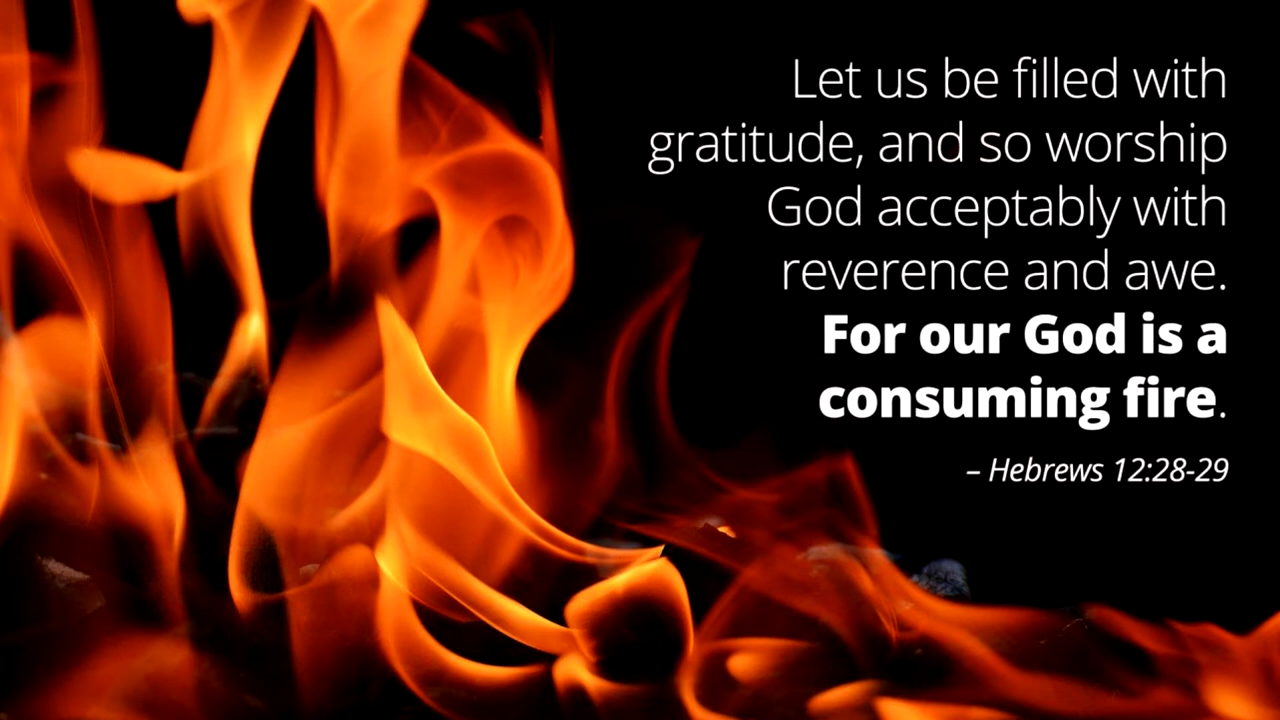 Let us be filled with
gratitude, and so worship
God acceptably with
reverence and awe.
For our God is a
consuming fire.
– Hebrews 12:28-29